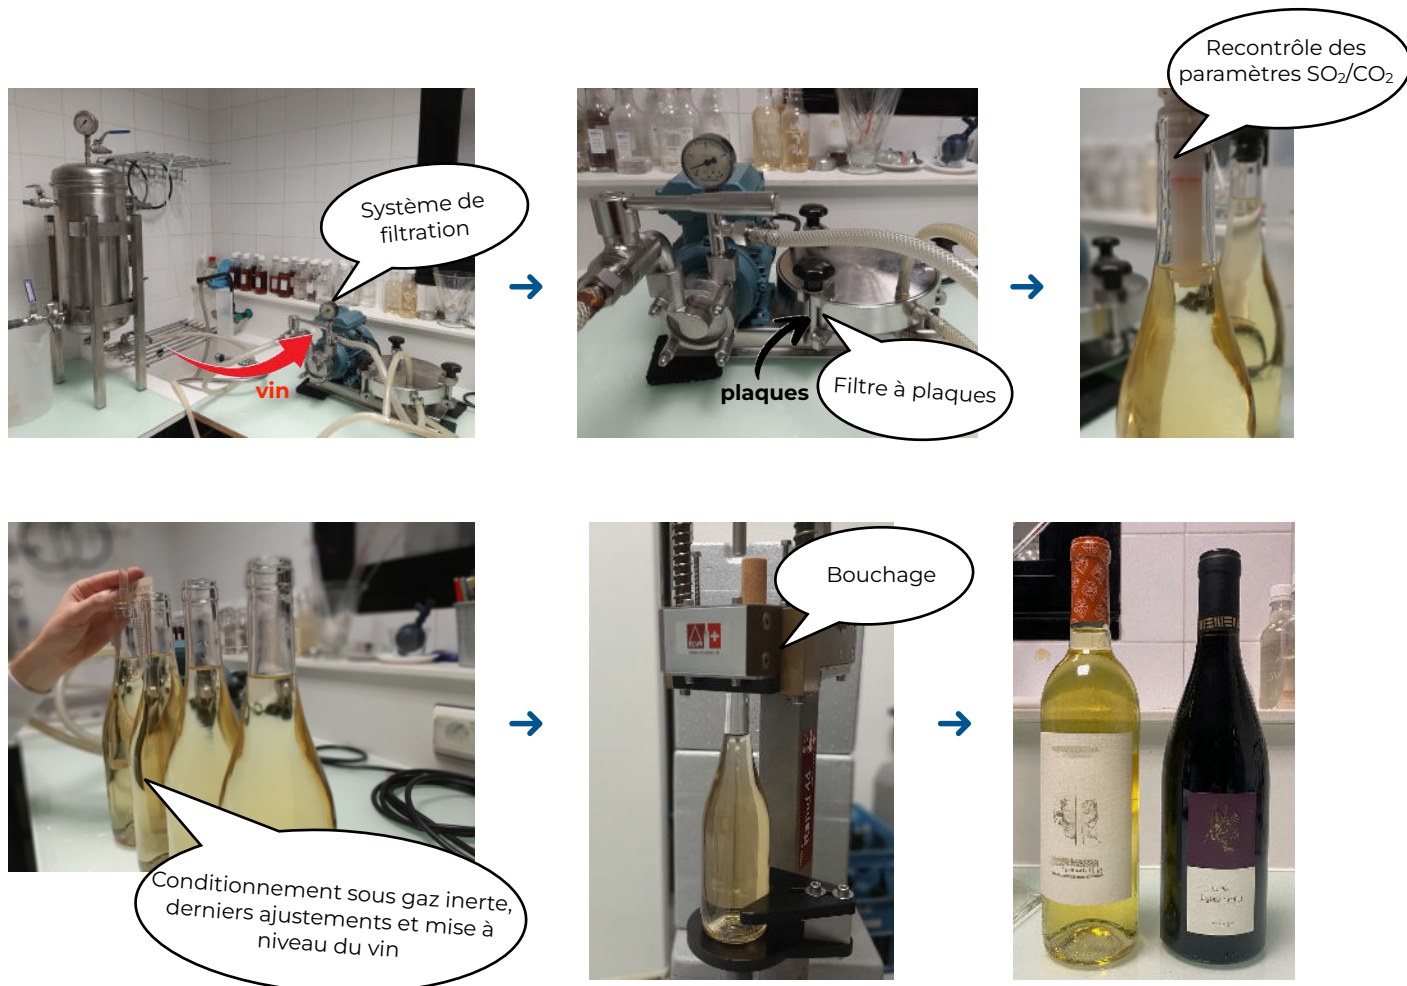 Recontrôle des
paramètres SO₂/CO₂
Système de
filtration
vin
plaques
Filtre à plaques
Bouchage
Conditionnement sous gaz inerte,
derniers ajustements et mise à
niveau du vin